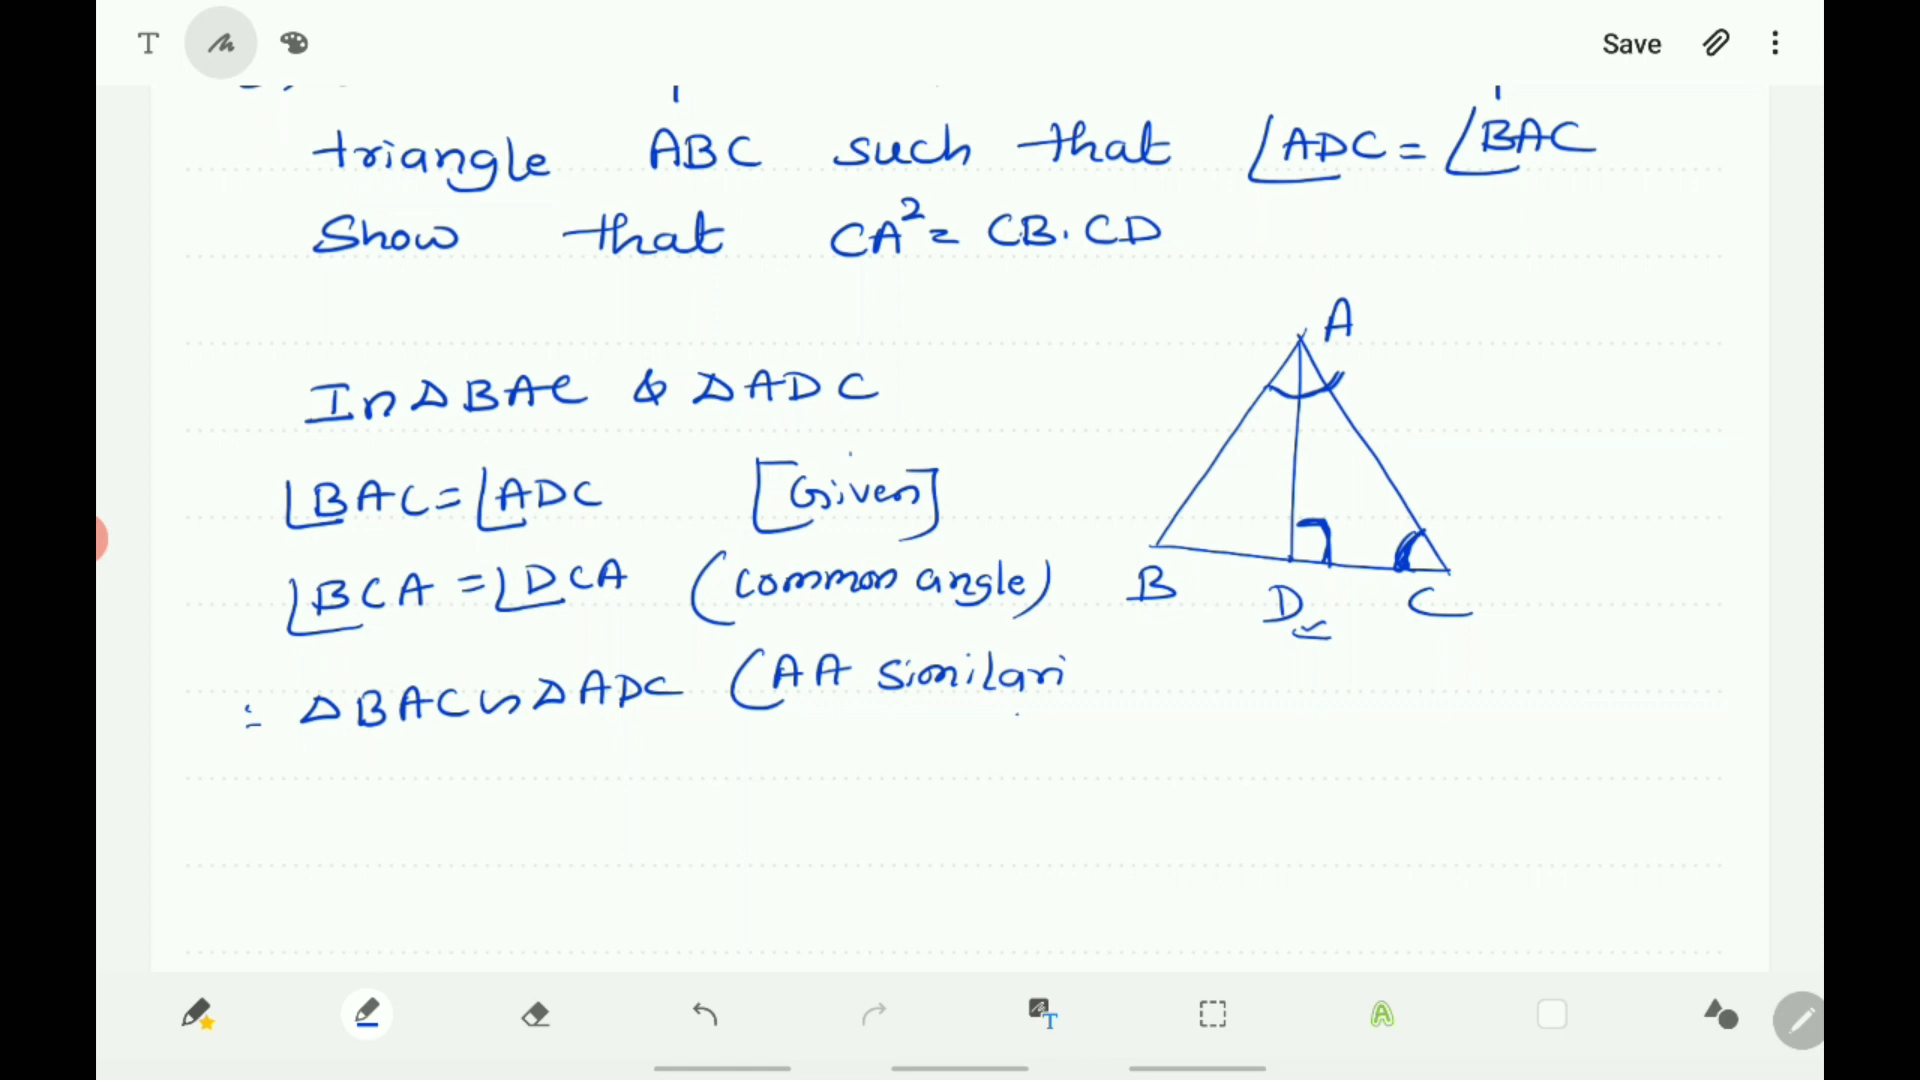 T
Save
triangle ABC such that ∠ADC = ∠BAC
Show that CA² = CB.CD
A
In ΔBAC & ΔADC
∠BAC = ∠ADC [Given]
∠BCA = ∠DCA (common angle)
B D C
∴ ΔBAC ∽ ΔADC (AA similari
T
A